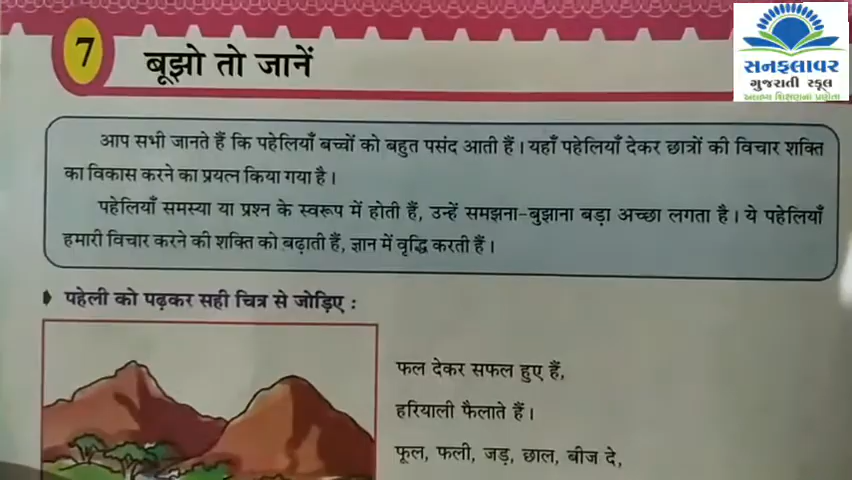 7
बूझो तो जानें
સનફલાવર
ગુજરાતી સ્કૂલ
आप सभी जानते हैं कि पहेलियाँ बच्चों को बहुत पसंद आती हैं। यहाँ पहेलियाँ देकर छात्रों की विचार शक्ति
का विकास करने का प्रयत्न किया गया है।
पहेलियाँ समस्या या प्रश्न के स्वरूप में होती हैं, उन्हें समझना-बुझाना बड़ा अच्छा लगता है। ये पहेलियाँ
हमारी विचार करने की शक्ति को बढ़ाती हैं, ज्ञान में वृद्धि करती हैं।
पहेली को पढ़कर सही चित्र से जोड़िए :
फल देकर सफल हुए हैं,
हरियाली फैलाते हैं।
फूल, फली, जड़, छाल, बीज दे,